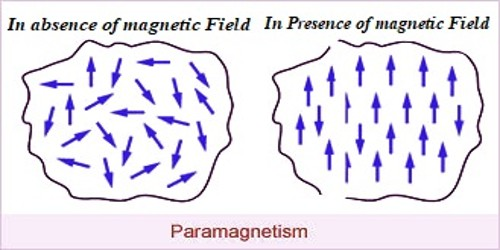 In absence of magnetic Field
In Presence of magnetic Field
Paramagnetism